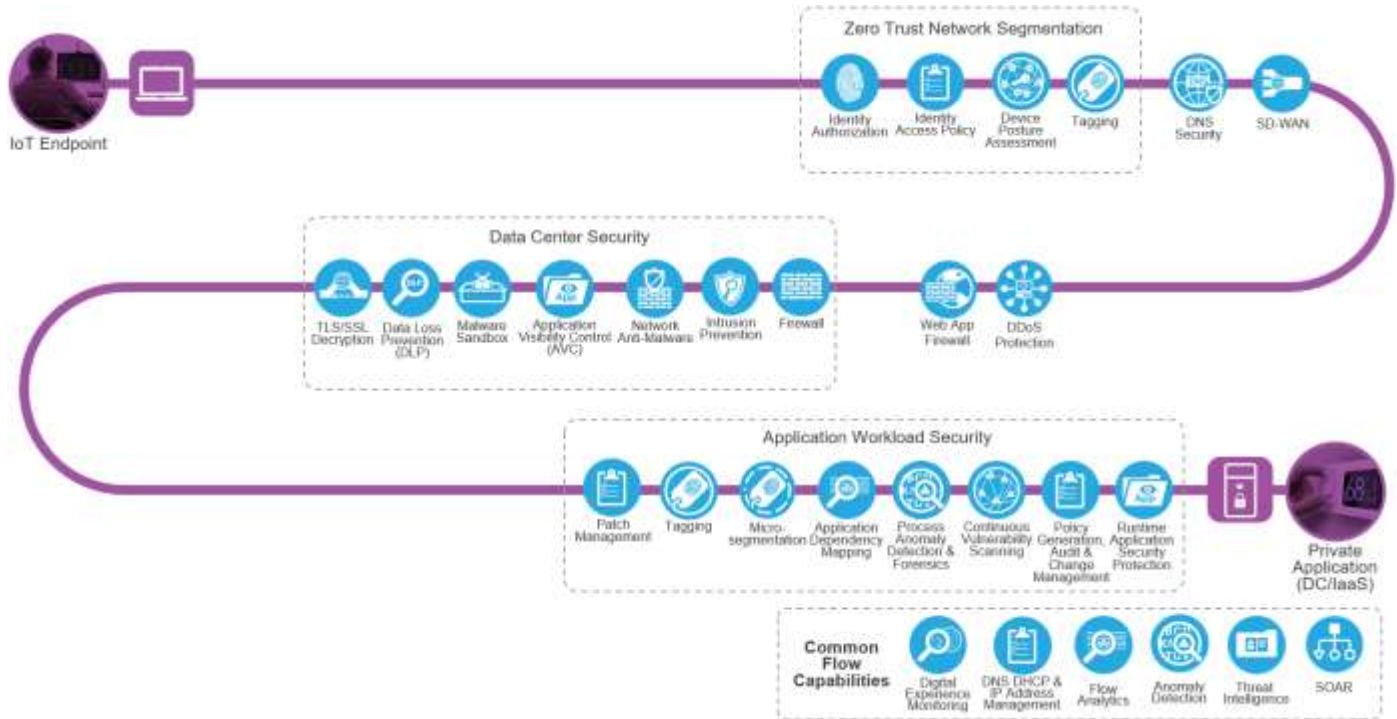 Zero Trust Network Segmentation
IoT Endpoint
Identity
Authorization
Identity
Access Policy
Device
Posture
Assessment
Tagging
DNS
Security
SD-WAN
Data Center Security
TLS/SSL
Decryption
Data Loss
Prevention
(DLP)
Malware
Sandbox
Application
Visibility Control
(AVC)
Network
Anti-Malware
Intrusion
Prevention
Firewall
Web App
Firewall
DDoS
Protection
Application Workload Security
Patch
Management
Tagging
Micro-
segmentation
Application
Dependency
Mapping
Process
Anomaly
Detection &
Forensics
Continuous
Vulnerability
Scanning
Policy
Generation,
Audit &
Change
Management
Runtime
Application
Security
Protection
Private
Application
(DC/IaaS)
Common
Flow
Capabilities
Digital
Experience
Monitoring
DNS DHCP &
IP Address
Management
Flow
Analytics
Anomaly
Detection
Threat
Intelligence
SOAR